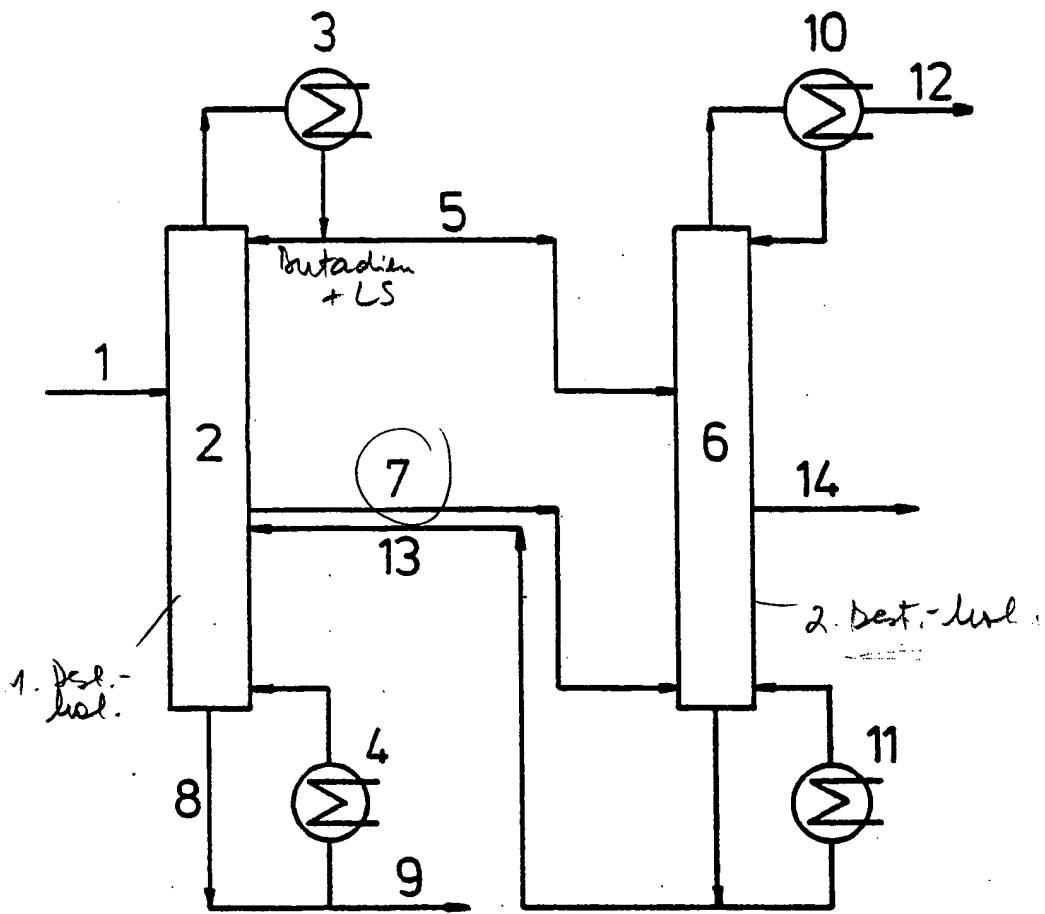 3
10
12
5
Butadien
+ LS
1
2
7
6
14
13
2. Dest.-kol.
1. Dest.-
kol.
4
11
8
9